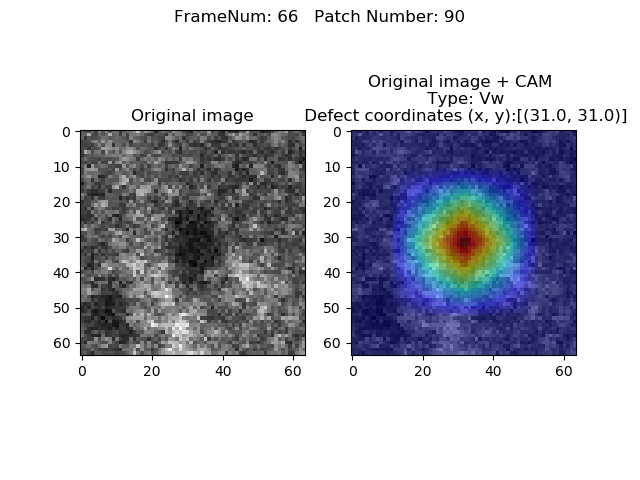 FrameNum: 66   Patch Number: 90
Original image
0
10
20
30
40
50
60
0 20 40 60
Original image + CAM
Type: Vw
Defect coordinates (x, y):[(31.0, 31.0)]
0
10
20
30
40
50
60
0 20 40 60